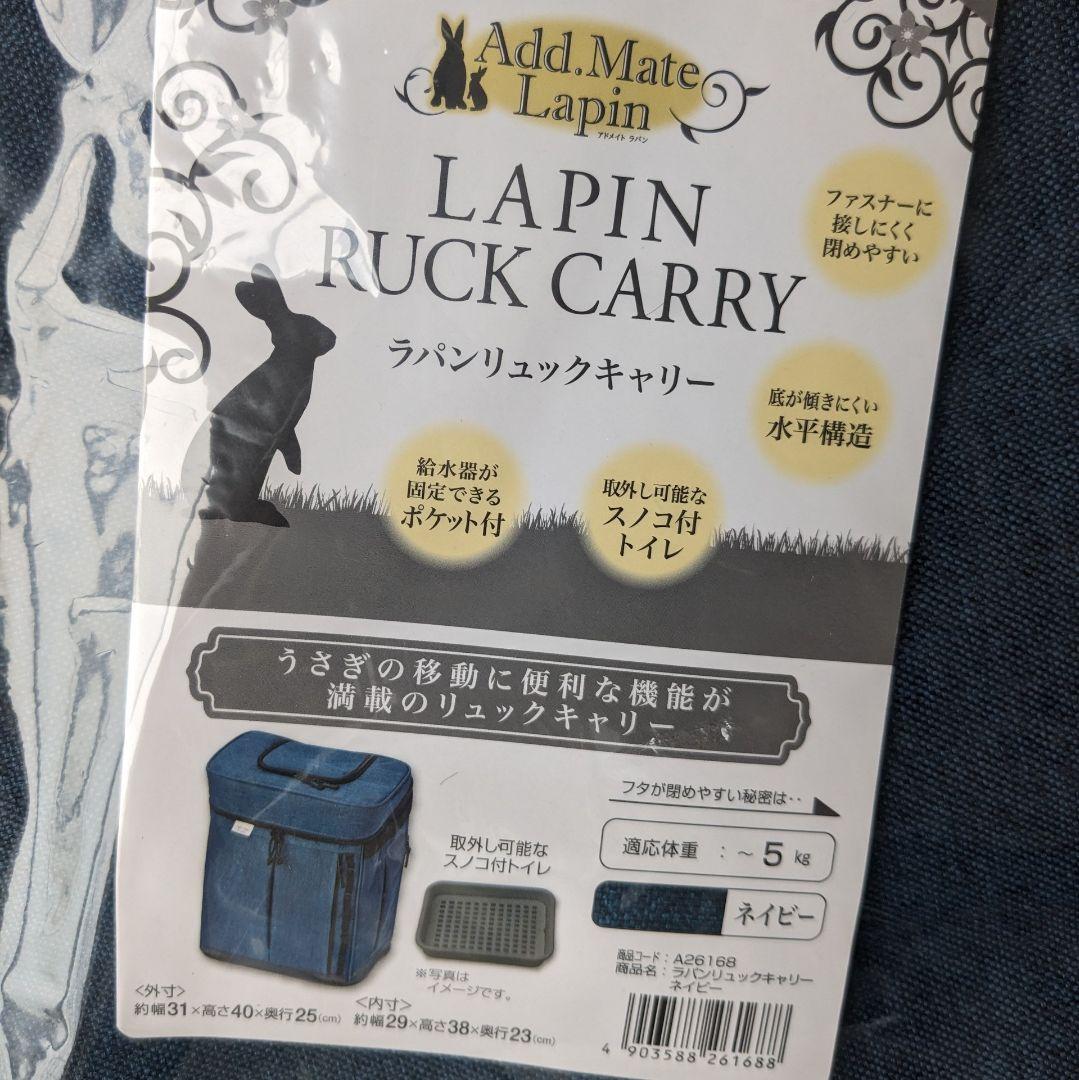 Add.Mate
Lapin
アドメイト ラパン
LAPIN
RUCK CARRY
ラパンリュックキャリー
ファスナーに
接しにくく
閉めやすい
底が傾きにくい
水平構造
給水器が
固定できる
ポケット付
取外し可能な
スノコ付
トイレ
うさぎの移動に便利な機能が
満載のリュックキャリー
フタが閉めやすい秘密は‥
適応体重 : ～5kg
ネイビー
取外し可能な
スノコ付トイレ
※写真は
イメージです。
商品コード : A26168
商品名 : ラパンリュックキャリー
ネイビー
<外寸>
約幅31×高さ40×奥行25(cm)
<内寸>
約幅29×高さ38×奥行23(cm)
4 903588 261688